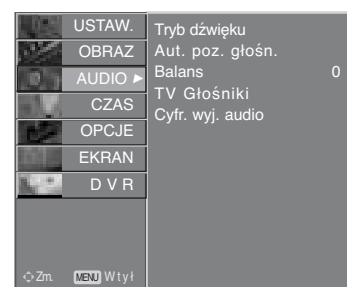 USTAW.
OBRAZ
AUDIO
CZAS
OPCJE
EKRAN
D V R
Zm. MENU Wtył
Tryb dźwięku
Aut. poz. głośn.
Balans 0
TV Głośniki
Cyfr. wyj. audio